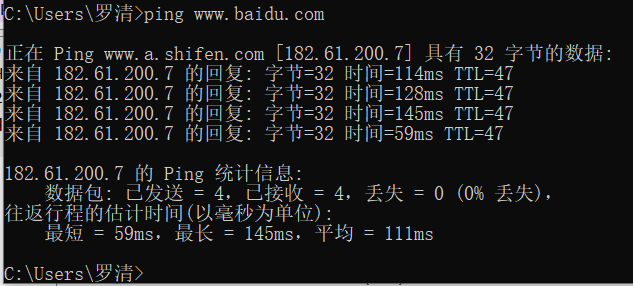 C:\Users\罗清>ping www.baidu.com
正在 Ping www.a.shifen.com [182.61.200.7] 具有 32 字节的数据:
来自 182.61.200.7 的回复: 字节=32 时间=114ms TTL=47
来自 182.61.200.7 的回复: 字节=32 时间=128ms TTL=47
来自 182.61.200.7 的回复: 字节=32 时间=145ms TTL=47
来自 182.61.200.7 的回复: 字节=32 时间=59ms TTL=47
182.61.200.7 的 Ping 统计信息:
数据包: 已发送 = 4，已接收 = 4，丢失 = 0 (0% 丢失)，
往返行程的估计时间(以毫秒为单位):
最短 = 59ms，最长 = 145ms，平均 = 111ms
C:\Users\罗清>